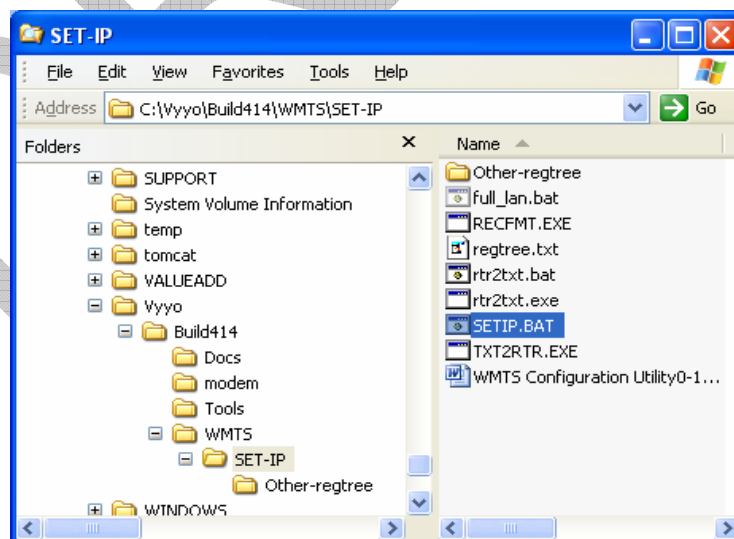 SET-IP
File Edit View Favorites Tools Help
Address C:\Vyyo\Build414\WMTS\SET-IP Go
Folders
SUPPORT
System Volume Information
temp
tomcat
VALUEADD
Vyyo
Build414
Docs
modem
Tools
WMTS
SET-IP
Other-regtree
WINDOWS
Name
Other-regtree
full_lan.bat
RECFMT.EXE
regtree.txt
rtr2txt.bat
rtr2txt.exe
SETIP.BAT
TXT2RTR.EXE
WMTS Configuration Utility0-1...